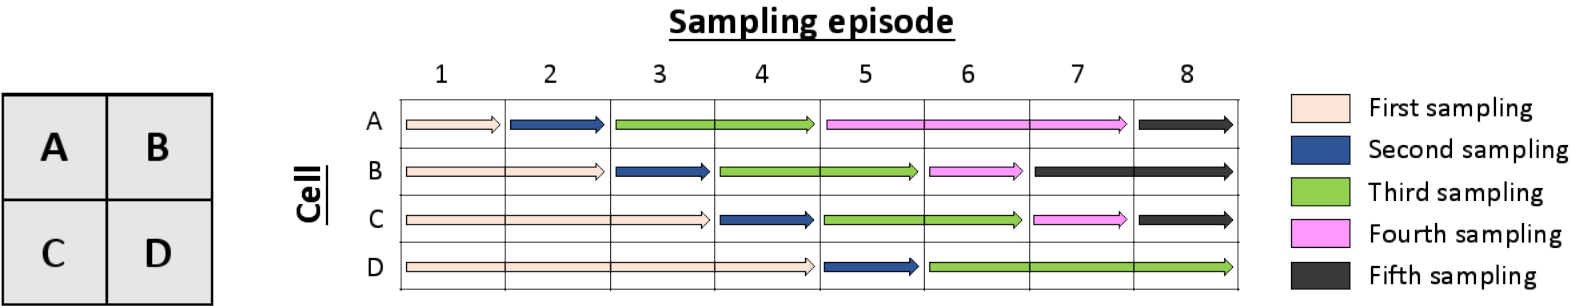 Sampling episode
1 2 3 4 5 6 7 8
A B
C D
Cell
A
B
C
D
First sampling
Second sampling
Third sampling
Fourth sampling
Fifth sampling